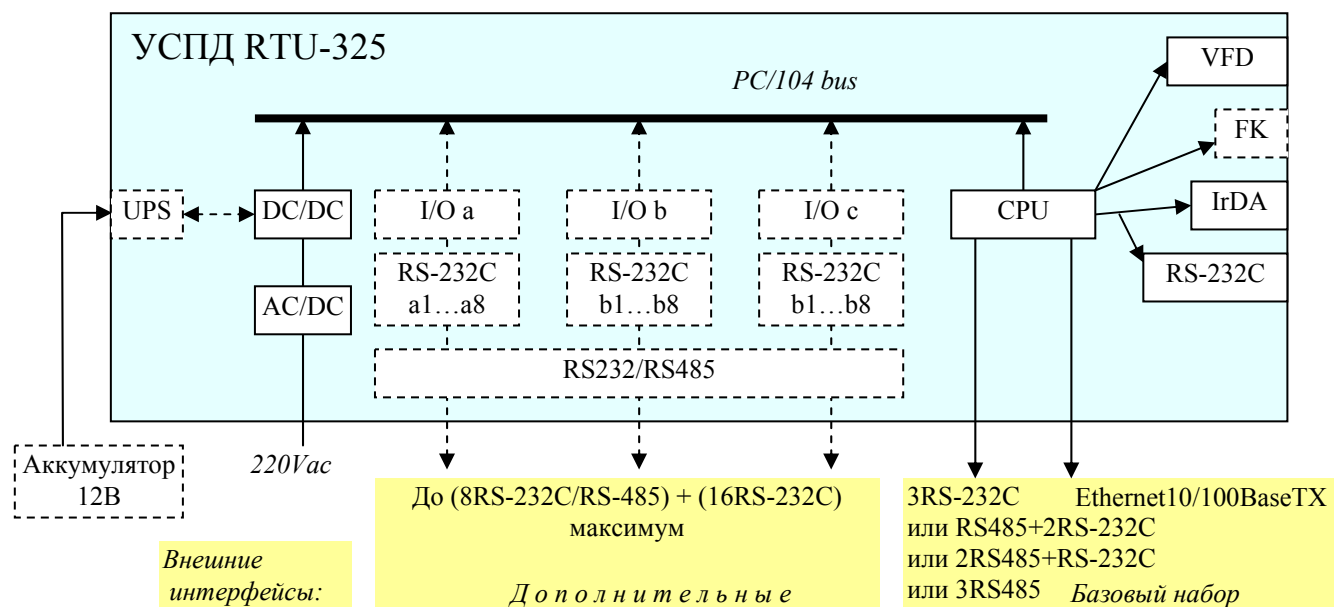 УСПД RTU-325
VFD
PC/104 bus
FK
UPS
DC/DC
I/O a
I/O b
I/O c
CPU
IrDA
RS-232C
a1…a8
RS-232C
b1…b8
RS-232C
b1…b8
RS-232C
AC/DC
RS232/RS485
Аккумулятор
12В
220Vac
До (8RS-232C/RS-485) + (16RS-232C)
максимум
Дополнительные
3RS-232C Ethernet10/100BaseTX
или RS485+2RS-232C
или 2RS485+RS-232C
или 3RS485 Базовый набор
Внешние
интерфейсы: